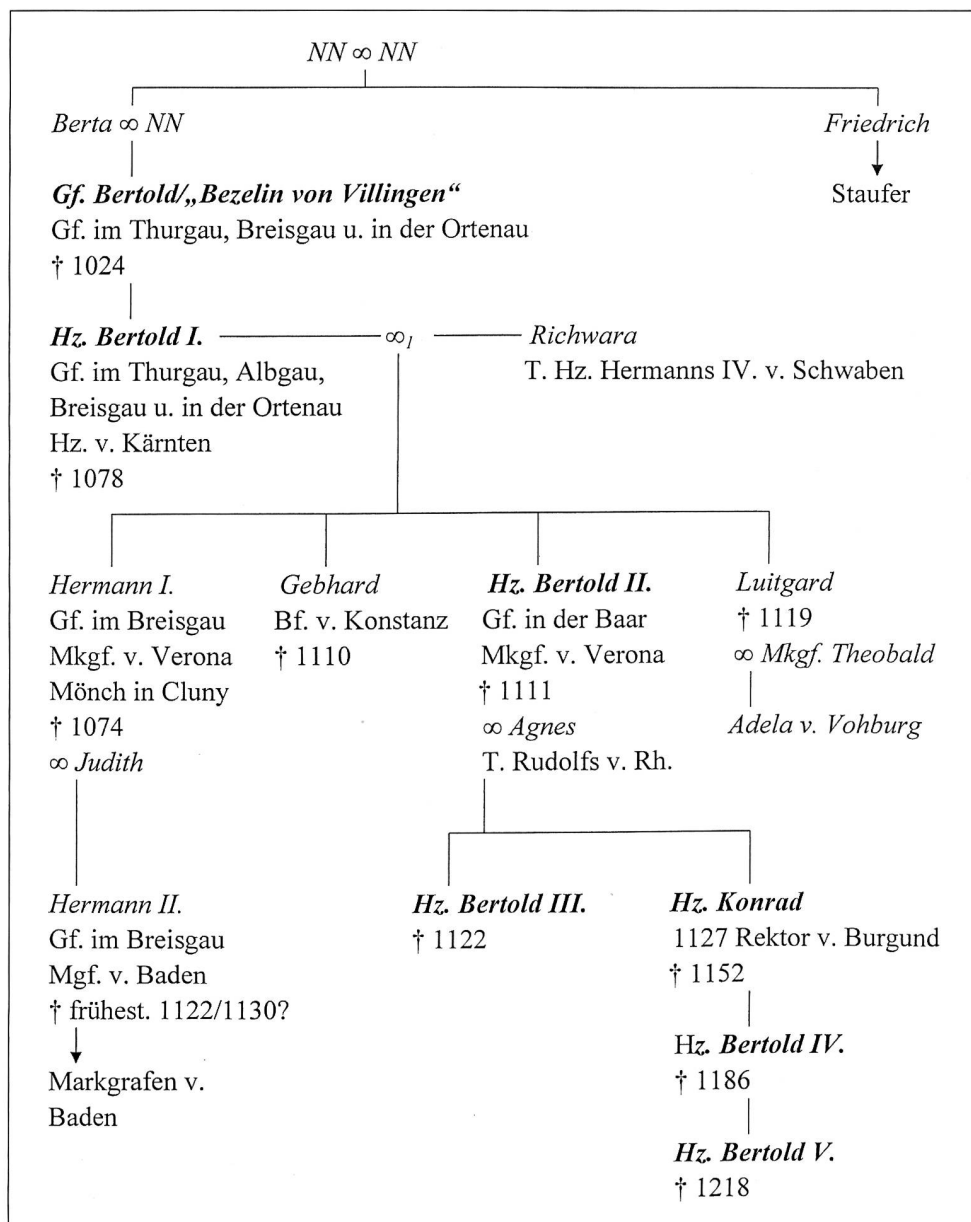 NN ∞ NN
Berta ∞ NN
Friedrich
Staufer
Gf. Bertold/„Bezelin von Villingen“
Gf. im Thurgau, Breisgau u. in der Ortenau
† 1024
Hz. Bertold I.
Gf. im Thurgau, Albgau,
Breisgau u. in der Ortenau
Hz. v. Kärnten
† 1078
∞1
Richwara
T. Hz. Hermanns IV. v. Schwaben
Hermann I.
Gf. im Breisgau
Mkgf. v. Verona
Mönch in Cluny
† 1074
∞ Judith
Gebhard
Bf. v. Konstanz
† 1110
Hz. Bertold II.
Gf. in der Baar
Mkgf. v. Verona
† 1111
∞ Agnes
T. Rudolfs v. Rh.
Luitgard
† 1119
∞ Mkgf. Theobald
Adela v. Vohburg
Hermann II.
Gf. im Breisgau
Mgf. v. Baden
† frühest. 1122/1130?
Markgrafen v.
Baden
Hz. Bertold III.
† 1122
Hz. Konrad
1127 Rektor v. Burgund
† 1152
Hz. Bertold IV.
† 1186
Hz. Bertold V.
† 1218